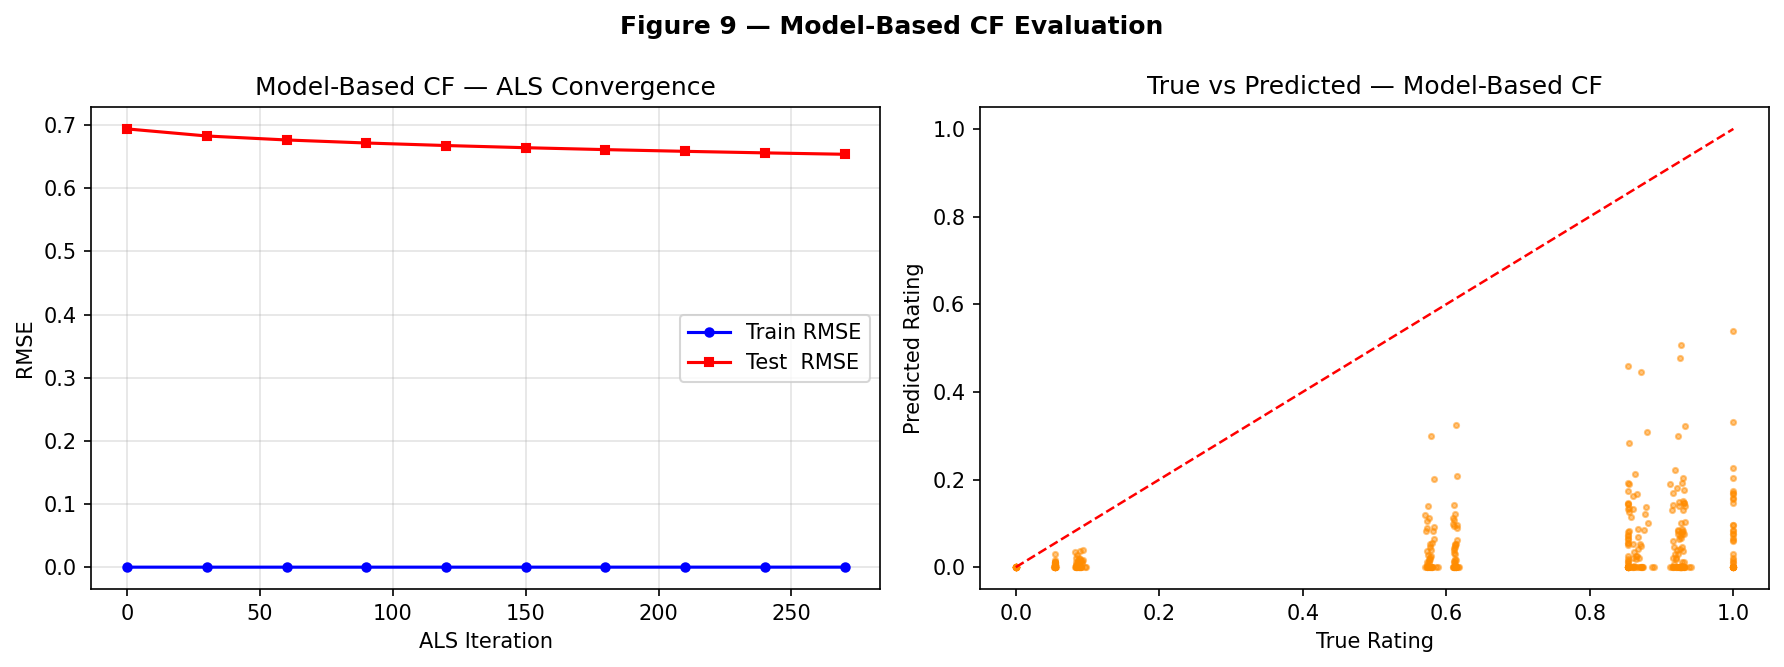 Figure 9 — Model-Based CF Evaluation
Model-Based CF — ALS Convergence
RMSE
0.7
0.6
0.5
0.4
0.3
0.2
0.1
0.0
Train RMSE
Test  RMSE
0 50 100 150 200 250
ALS Iteration
True vs Predicted — Model-Based CF
Predicted Rating
1.0
0.8
0.6
0.4
0.2
0.0
0.0 0.2 0.4 0.6 0.8 1.0
True Rating